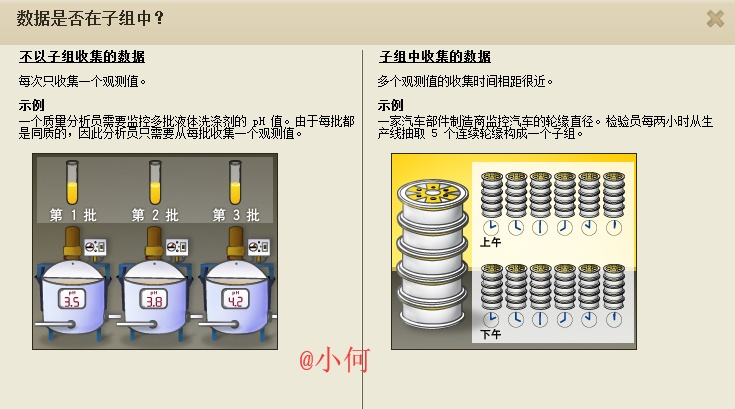 数据是否在子组中？
不以子组收集的数据
每次只收集一个观测值。
示例
一个质量分析员需要监控多批液体洗涤剂的 pH 值。由于每批都
是同质的，因此分析员只需要从每批收集一个观测值。
第 1 批
第 2 批
第 3 批
pH
3.5
pH
3.8
pH
4.2
子组中收集的数据
多个观测值的收集时间相距很近。
示例
一家汽车部件制造商监控汽车的轮缘直径。检验员每两小时从生
产线抽取 5 个连续轮缘构成一个子组。
上午
下午
@小何